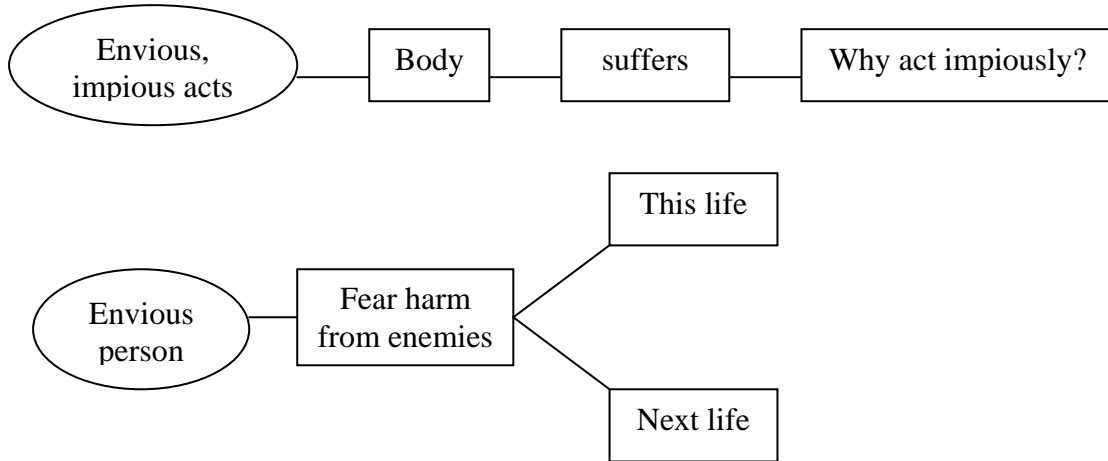 Envious,
impious acts
Body
suffers
Why act impiously?
This life
Envious
person
Fear harm
from enemies
Next life